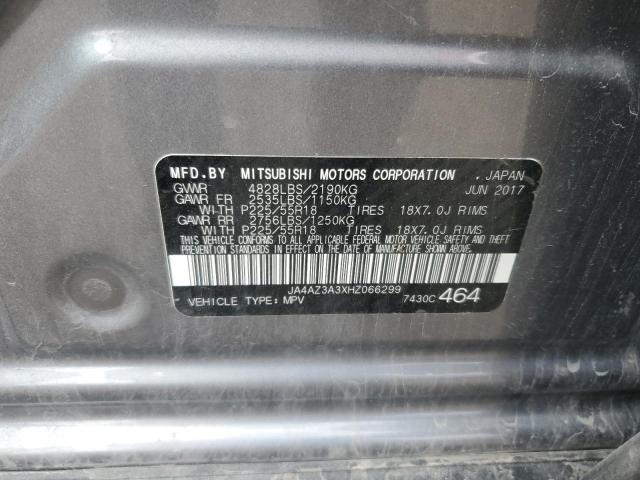 MFD.BY MITSUBISHI MOTORS CORPORATION , JAPAN
GVWR 4828LBS/2190KG JUN 2017
GAWR FR 2535LBS/1150KG
WITH P225/55R18 TIRES 18X7.0J RIMS
GAWR RR 2756LBS/1250KG
WITH P225/55R18 TIRES 18X7.0J RIMS
THIS VEHICLE CONFORMS TO ALL APPLICABLE FEDERAL MOTOR VEHICLE SAFETY AND THEFT
PREVENTION STANDARDS IN EFFECT ON THE DATE OF MANUFACTURE SHOWN ABOVE.
JA4AZ3A3XHZ066299
VEHICLE TYPE: MPV 7430C 464